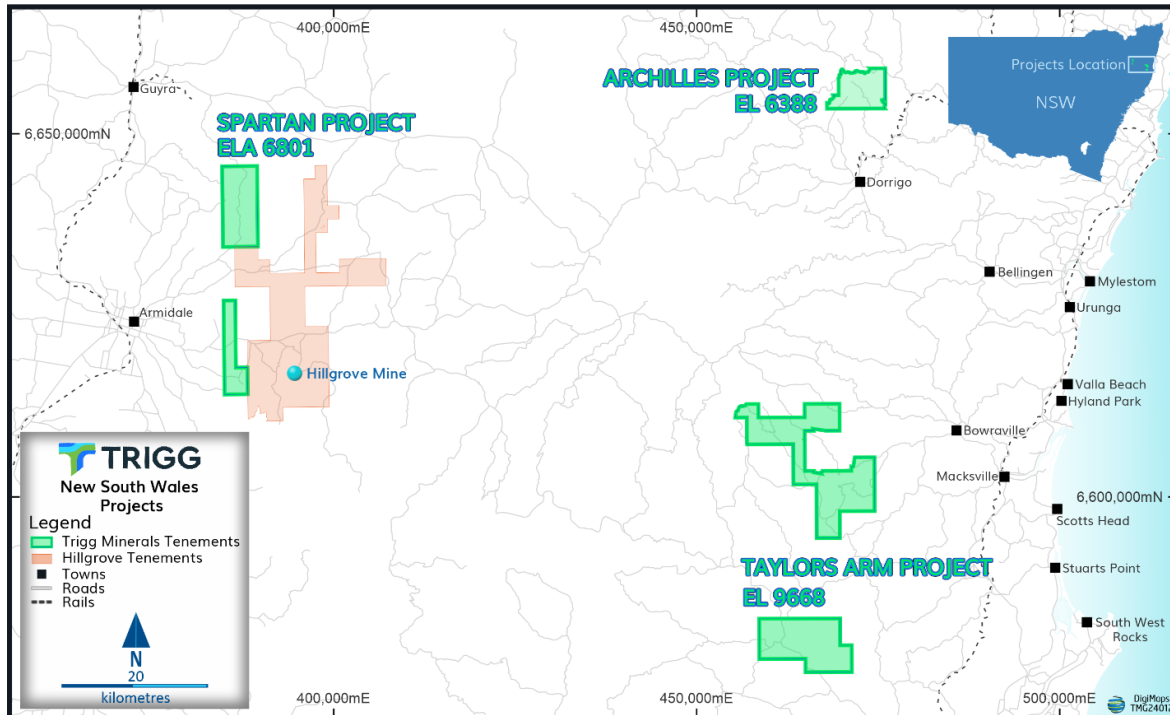 400,000mE
450,000mE
Guyra
ARCHILLES PROJECT
EL 6388
Projects Location
NSW
6,650,000mN
SPARTAN PROJECT
ELA 6801
Dorrigo
Bellingen
Mylestom
Urunga
Armidale
Hillgrove Mine
Valla Beach
Hyland Park
Bowraville
Macksville
6,600,000mN
Scotts Head
TRIGG
New South Wales
Projects
Legend
Trigg Minerals Tenements
Hillgrove Tenements
Towns
Roads
Rails
N
20
kilometres
TAYLORS ARM PROJECT
EL 9668
Stuarts Point
South West
Rocks
400,000mE
450,000mE
500,000mE
DigiMaps